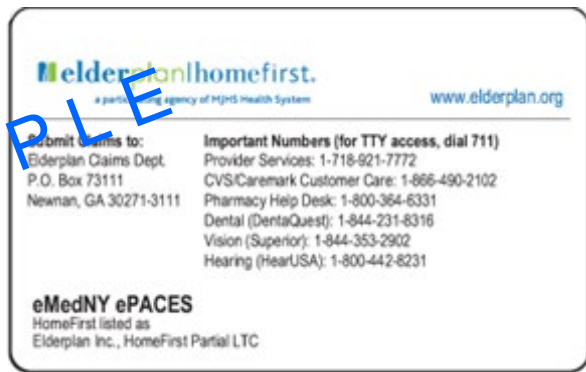 elderplan|homefirst.
a participating agency of MJHS Health System
www.elderplan.org
PLE
Submit Claims to:
Elderplan Claims Dept.
P.O. Box 73111
Newnan, GA 30271-3111
Important Numbers (for TTY access, dial 711)
Provider Services: 1-718-921-7772
CVS/Caremark Customer Care: 1-866-490-2102
Pharmacy Help Desk: 1-800-364-6331
Dental (DentaQuest): 1-844-231-8316
Vision (Superior): 1-844-353-2902
Hearing (HearUSA): 1-800-442-8231
eMedNY ePACES
HomeFirst listed as
Elderplan Inc., HomeFirst Partial LTC